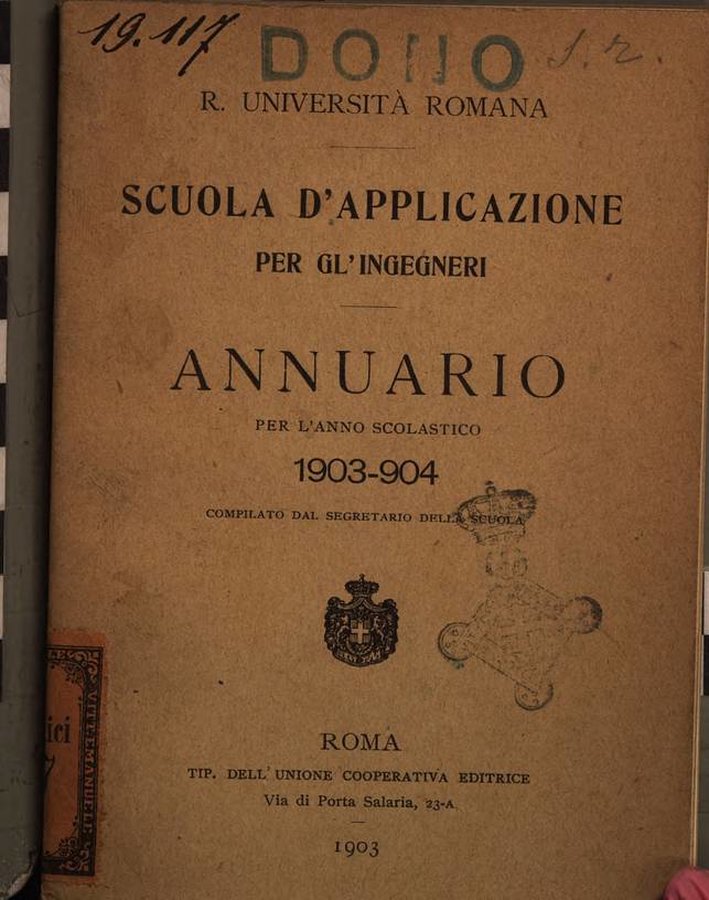 19.117
DONO
R. UNIVERSITÀ ROMANA
SCUOLA D'APPLICAZIONE
PER GL'INGEGNERI
ANNUARIO
PER L'ANNO SCOLASTICO
1903-904
COMPILATO DAL SEGRETARIO DELLA SCUOLA
ROMA
TIP. DELL'UNIONE COOPERATIVA EDITRICE
Via di Porta Salaria, 23-A
1903